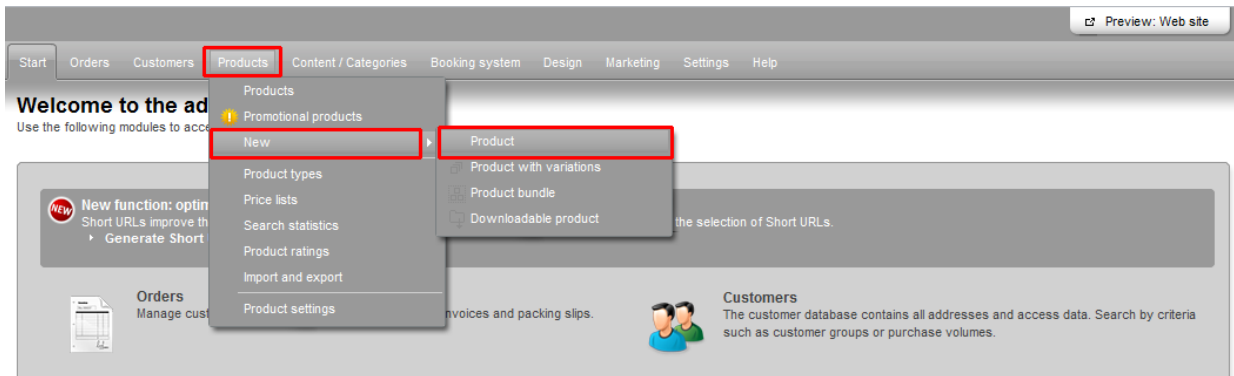 Preview: Web site
Start Orders Customers Products Content / Categories Booking system Design Marketing Settings Help
Welcome to the ad
Use the following modules to acce
Products
Promotional products
New
Product types
Price lists
Search statistics
Product ratings
Import and export
Product settings
Product
Product with variations
Product bundle
Downloadable product
NEW
New function: optim
Short URLs improve th
the selection of Short URLs.
Generate Short
Orders
Manage cust
nvoices and packing slips.
Customers
The customer database contains all addresses and access data. Search by criteria
such as customer groups or purchase volumes.